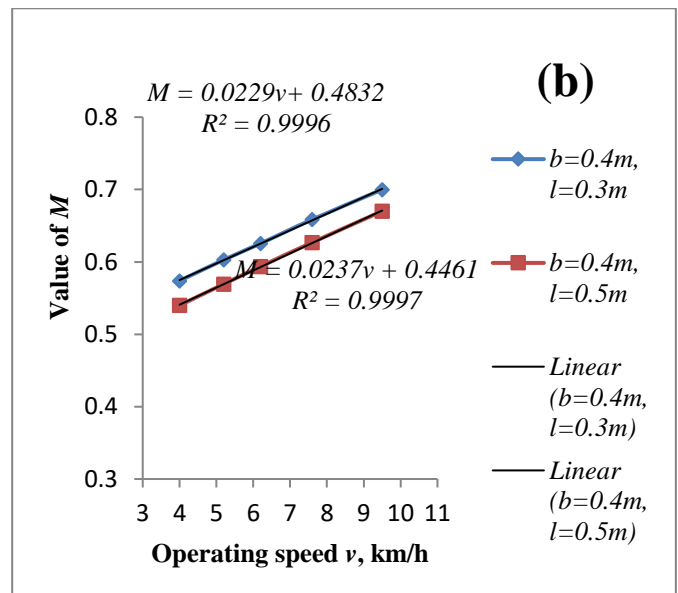 (b)
M = 0.0229v+ 0.4832
R² = 0.9996
0.8
0.7
0.6
0.5
0.4
0.3
Value of M
M = 0.0237v + 0.4461
R² = 0.9997
3 4 5 6 7 8 9 10 11
Operating speed v, km/h
b=0.4m,
l=0.3m
b=0.4m,
l=0.5m
Linear
(b=0.4m,
l=0.3m)
Linear
(b=0.4m,
l=0.5m)